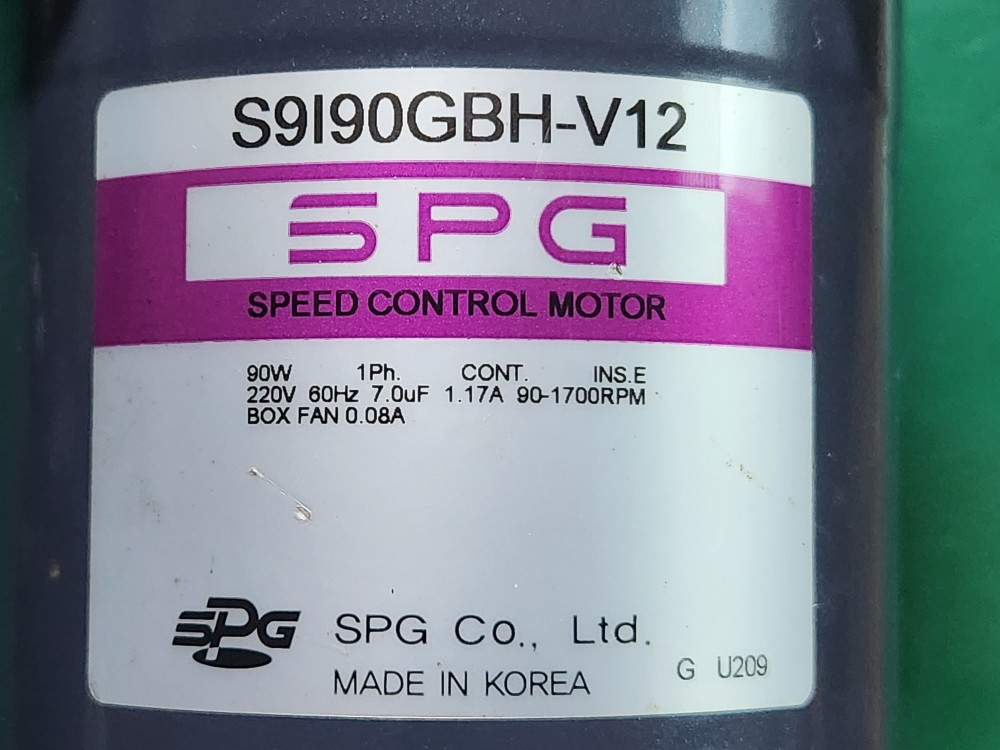 S9I90GBH-V12
SPG
SPEED CONTROL MOTOR
90W 1Ph. CONT. INS.E
220V 60Hz 7.0uF 1.17A 90-1700RPM
BOX FAN 0.08A
SPG SPG Co., Ltd.
MADE IN KOREA
G U209